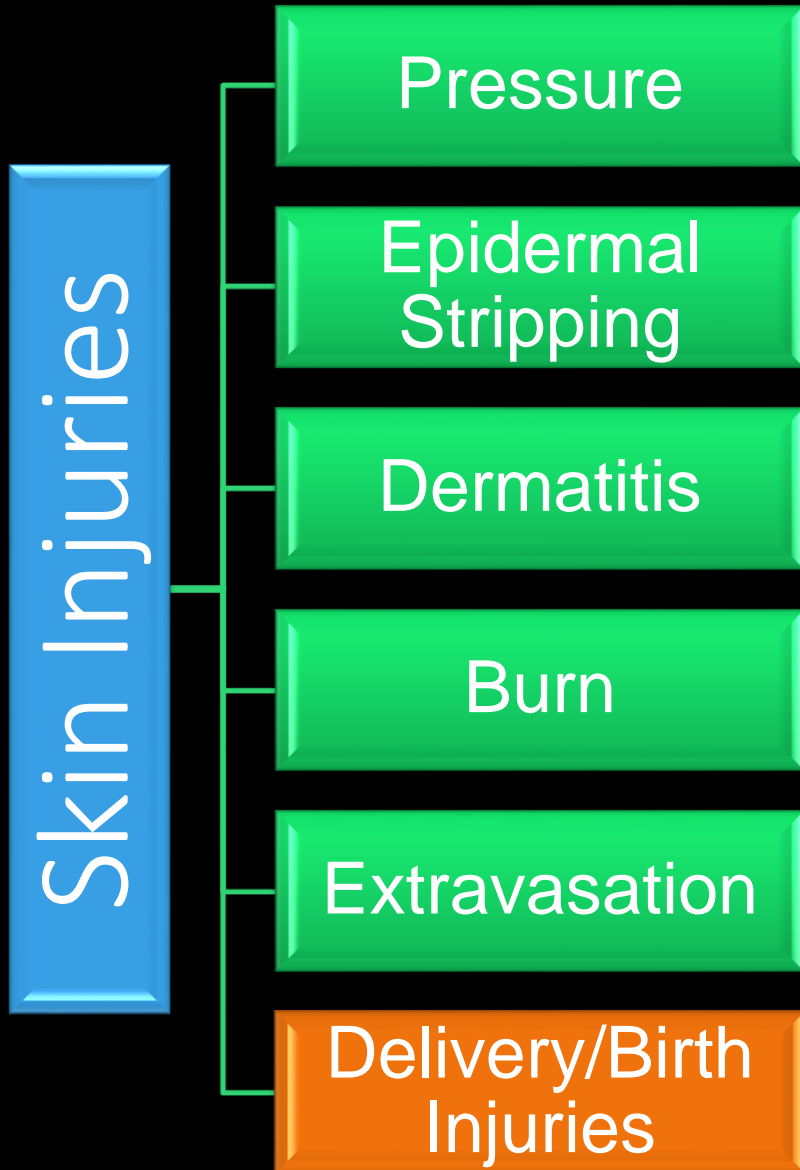 Skin Injuries
Pressure
Epidermal
Stripping
Dermatitis
Burn
Extravasation
Delivery/Birth
Injuries